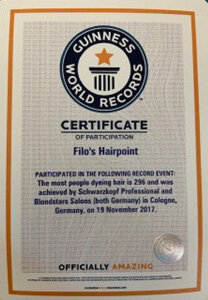 GUINNESS
WORLD RECORDS
CERTIFICATE
OF PARTICIPATION
Filo's Hairpoint
PARTICIPATED IN THE FOLLOWING RECORD EVENT:
The most people dyeing hair is 296 and was
achieved by Schwarzkopf Professional and
Blondstars Salons (both Germany) in Cologne,
Germany, on 19 November 2017.
OFFICIALLY AMAZING